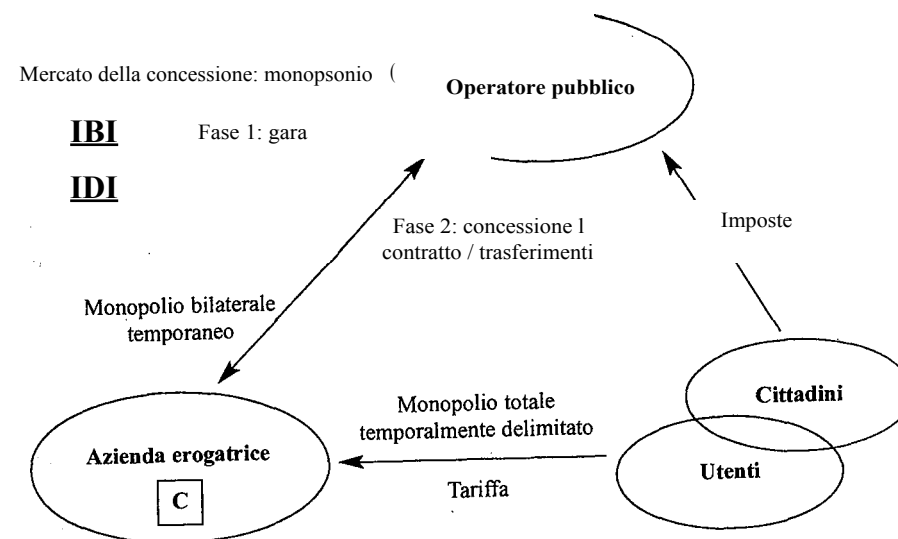 Mercato della concessione: monopsonio (
Operatore pubblico
IBI
Fase 1: gara
IDI
Fase 2: concessione l
contratto / trasferimenti
Imposte
Monopolio bilaterale
temporaneo
Cittadini
Monopolio totale
temporalmente delimitato
Azienda erogatrice
Utenti
Tariffa
C